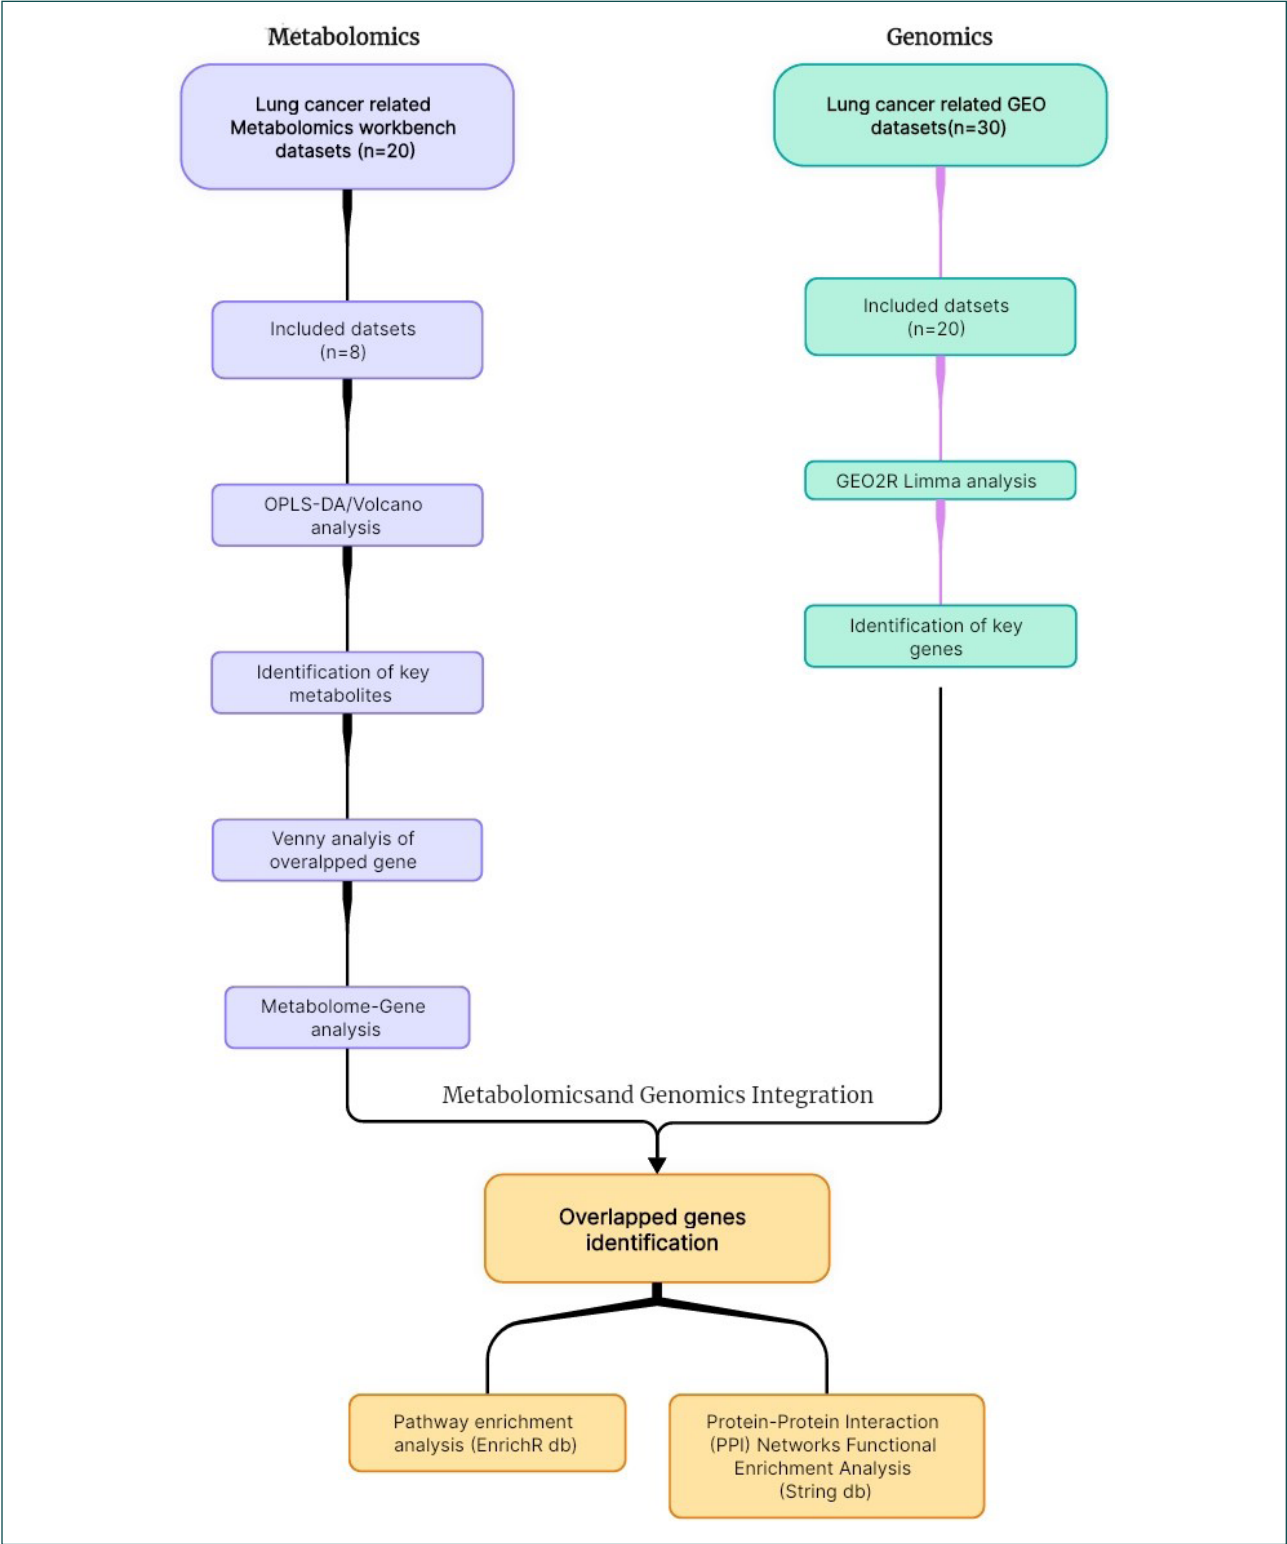 Metabolomics
Lung cancer related
Metabolomics workbench
datasets (n=20)
Included datsets
(n=8)
OPLS-DA/Volcano
analysis
Identification of key
metabolites
Venny analyis of
overalpped gene
Metabolome-Gene
analysis
Genomics
Lung cancer related GEO
datasets(n=30)
Included datsets
(n=20)
GEO2R Limma analysis
Identification of key
genes
Metabolomicsand Genomics Integration
Overlapped genes
identification
Pathway enrichment
analysis (EnrichR db)
Protein-Protein Interaction
(PPI) Networks Functional
Enrichment Analysis
(String db)